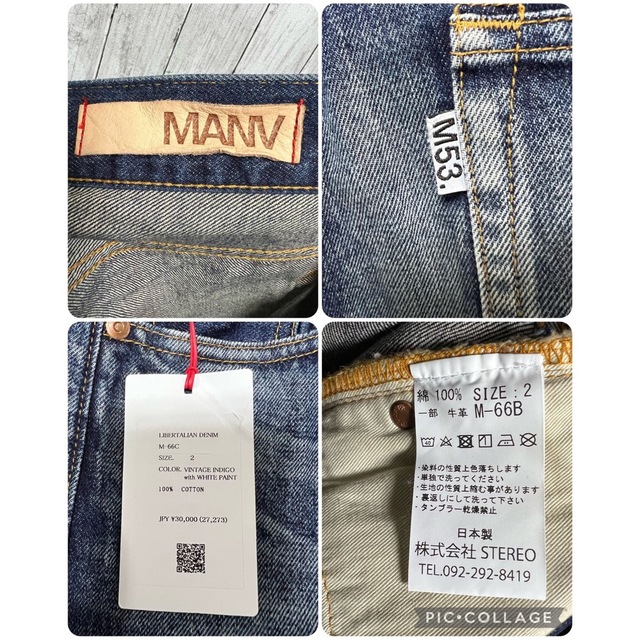 MANV
M53.
LIBERTALIAN DENIM
M-66C
SIZE. 2
COLOR. VINTAGE INDIGO
with WHITE PAINT
100% COTTON
JPY ¥30,000 (27,273)
綿 100% SIZE : 2
一部 牛革 M-66B
・染料の性質上色落ちします
・単独で洗ってください
・生地の性質上縮む事があります
・裏返しにして洗って下さい
・タンブラー乾燥禁止
日本製
株式会社 STEREO
TEL.092-292-8419
PIC•COLLAGE